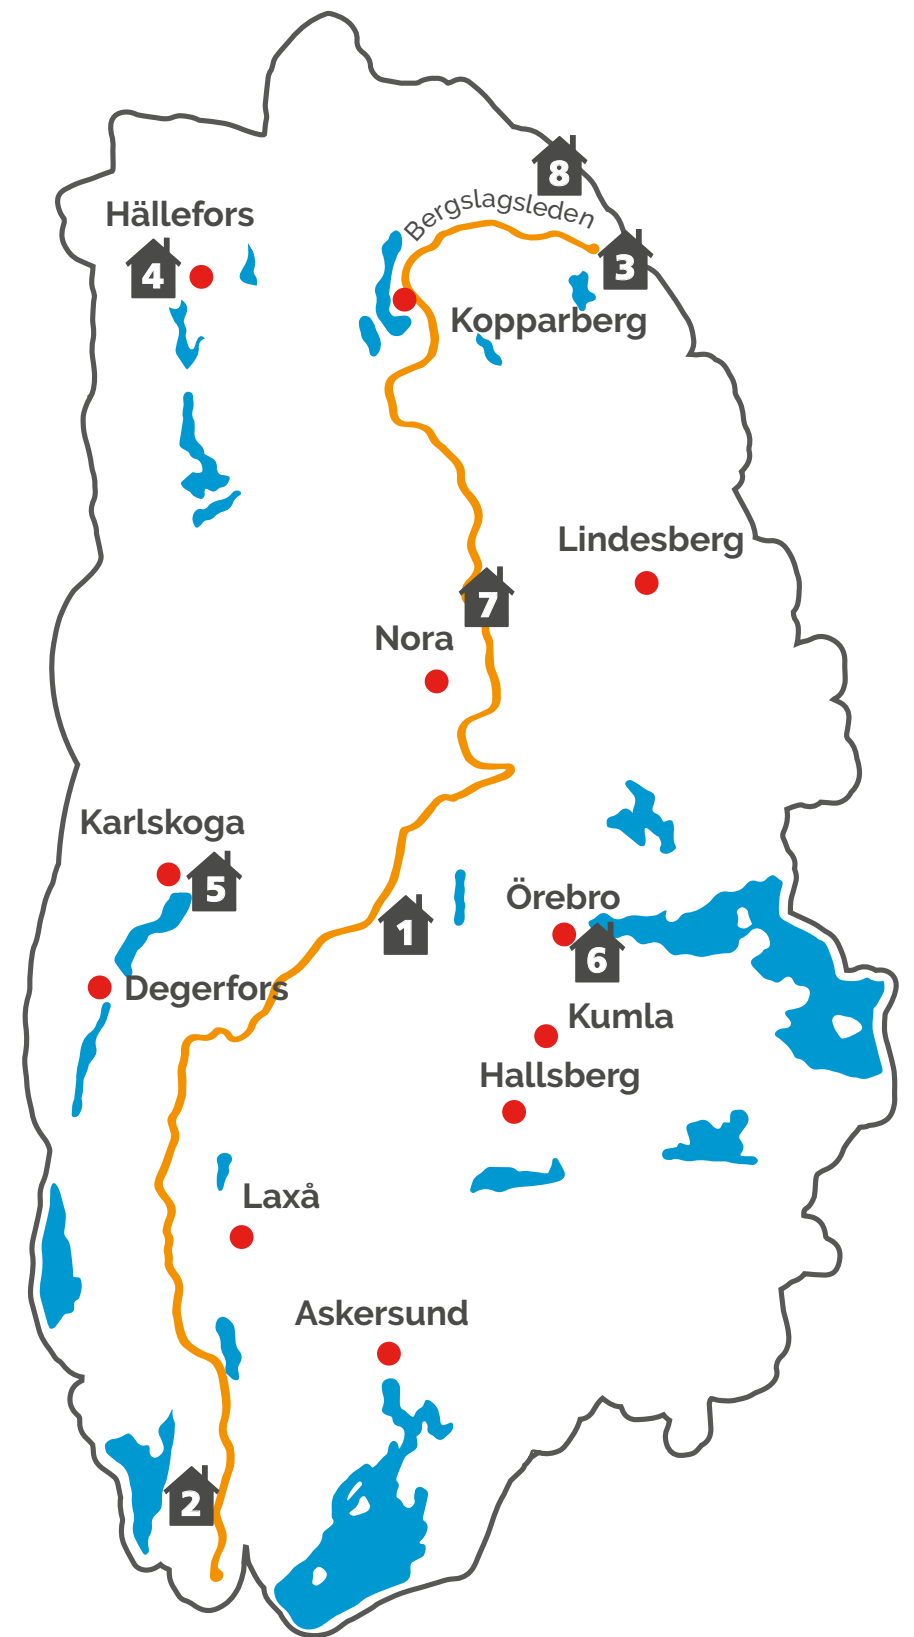 8
Bergslagsleden
Hällefors
3
4
Kopparberg
Lindesberg
7
Nora
Karlskoga
5
Örebro
1
6
Degerfors
Kumla
Hallsberg
Laxå
Askersund
2